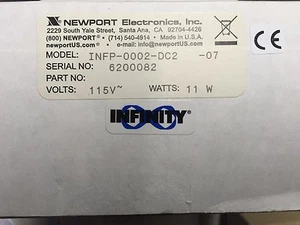 NEWPORT Electronics, Inc.
2229 South Yale Street, Santa Ana, CA 92704-4426
(800) NEWPORT® • (714) 540-4914 • Made in USA
newportUS.com • e-mail: info@newportUS.com
MODEL: INFP-0002-DC2 -07
SERIAL NO: 6200082
PART NO:
VOLTS: 115V~ WATTS: 11 W
INFINITY
CE